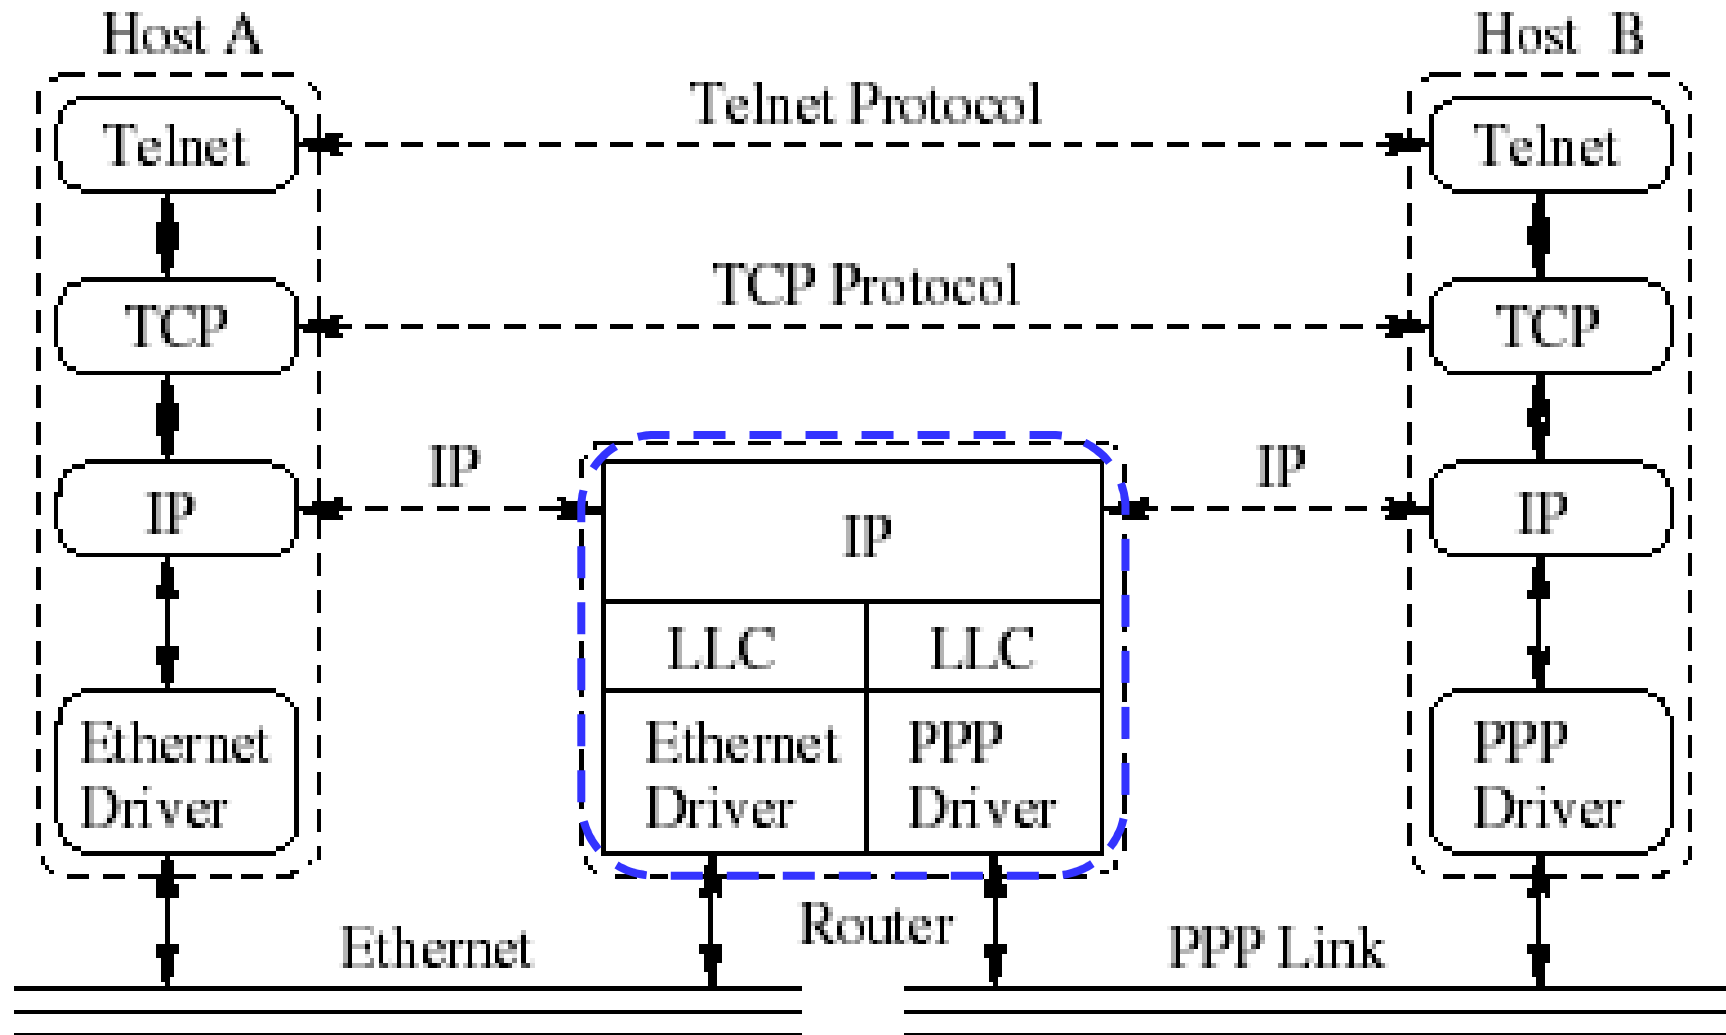 Host A
Host B
Telnet Protocol
Telnet
Telnet
TCP Protocol
TCP
TCP
IP
IP
IP
IP
IP
LLC
LLC
Ethernet
Driver
Ethernet
Driver
PPP
Driver
PPP
Driver
Router
Ethernet
PPP Link